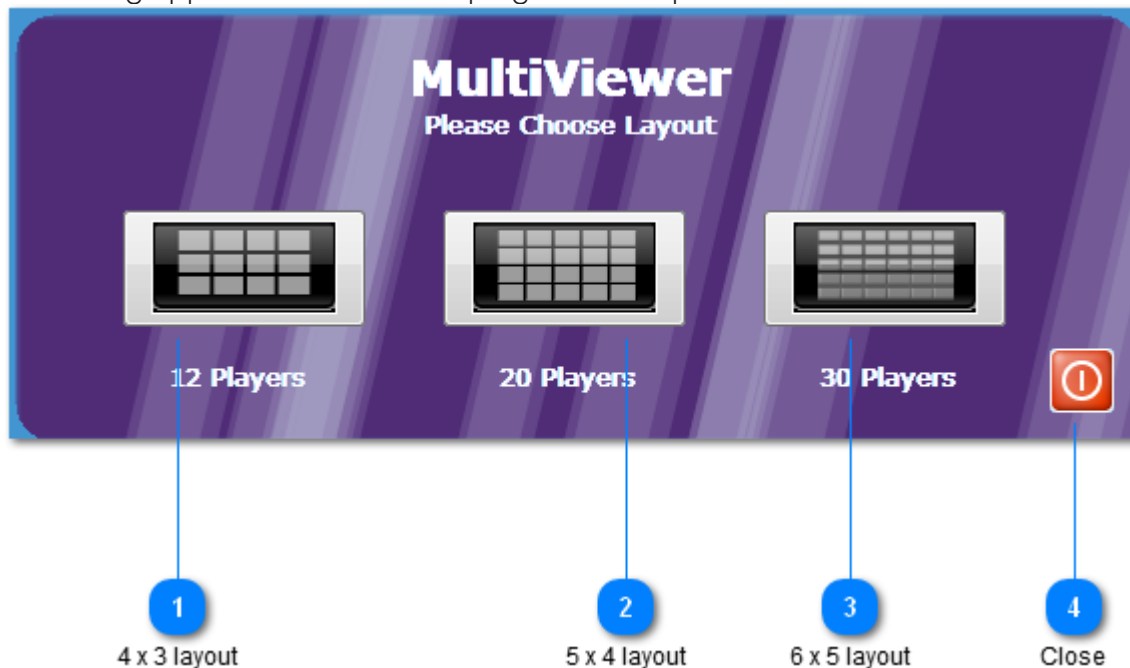 MultiViewer
Please Choose Layout
12 Players 20 Players 30 Players
1 2 3 4
4 x 3 layout 5 x 4 layout 6 x 5 layout Close